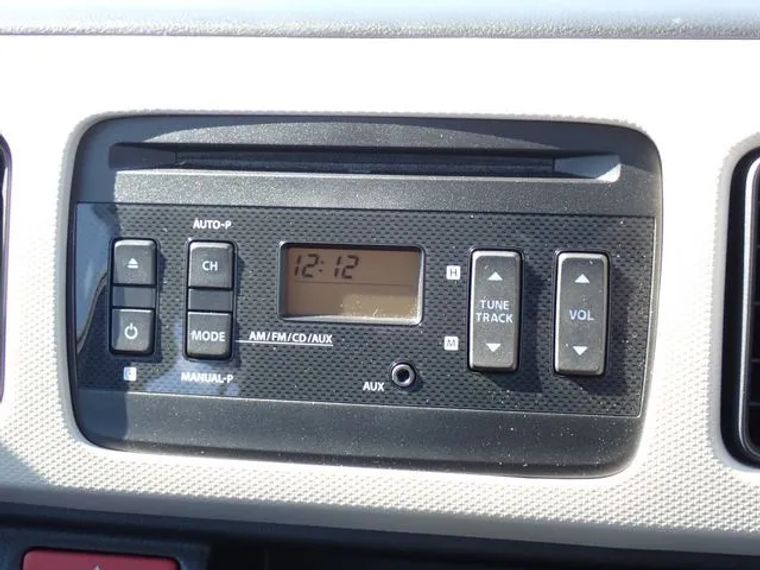 AUTO-P
CH
12:12
H
TUNE
TRACK
VOL
MODE
AM/FM/CD/AUX
M
C
MANUAL-P
AUX